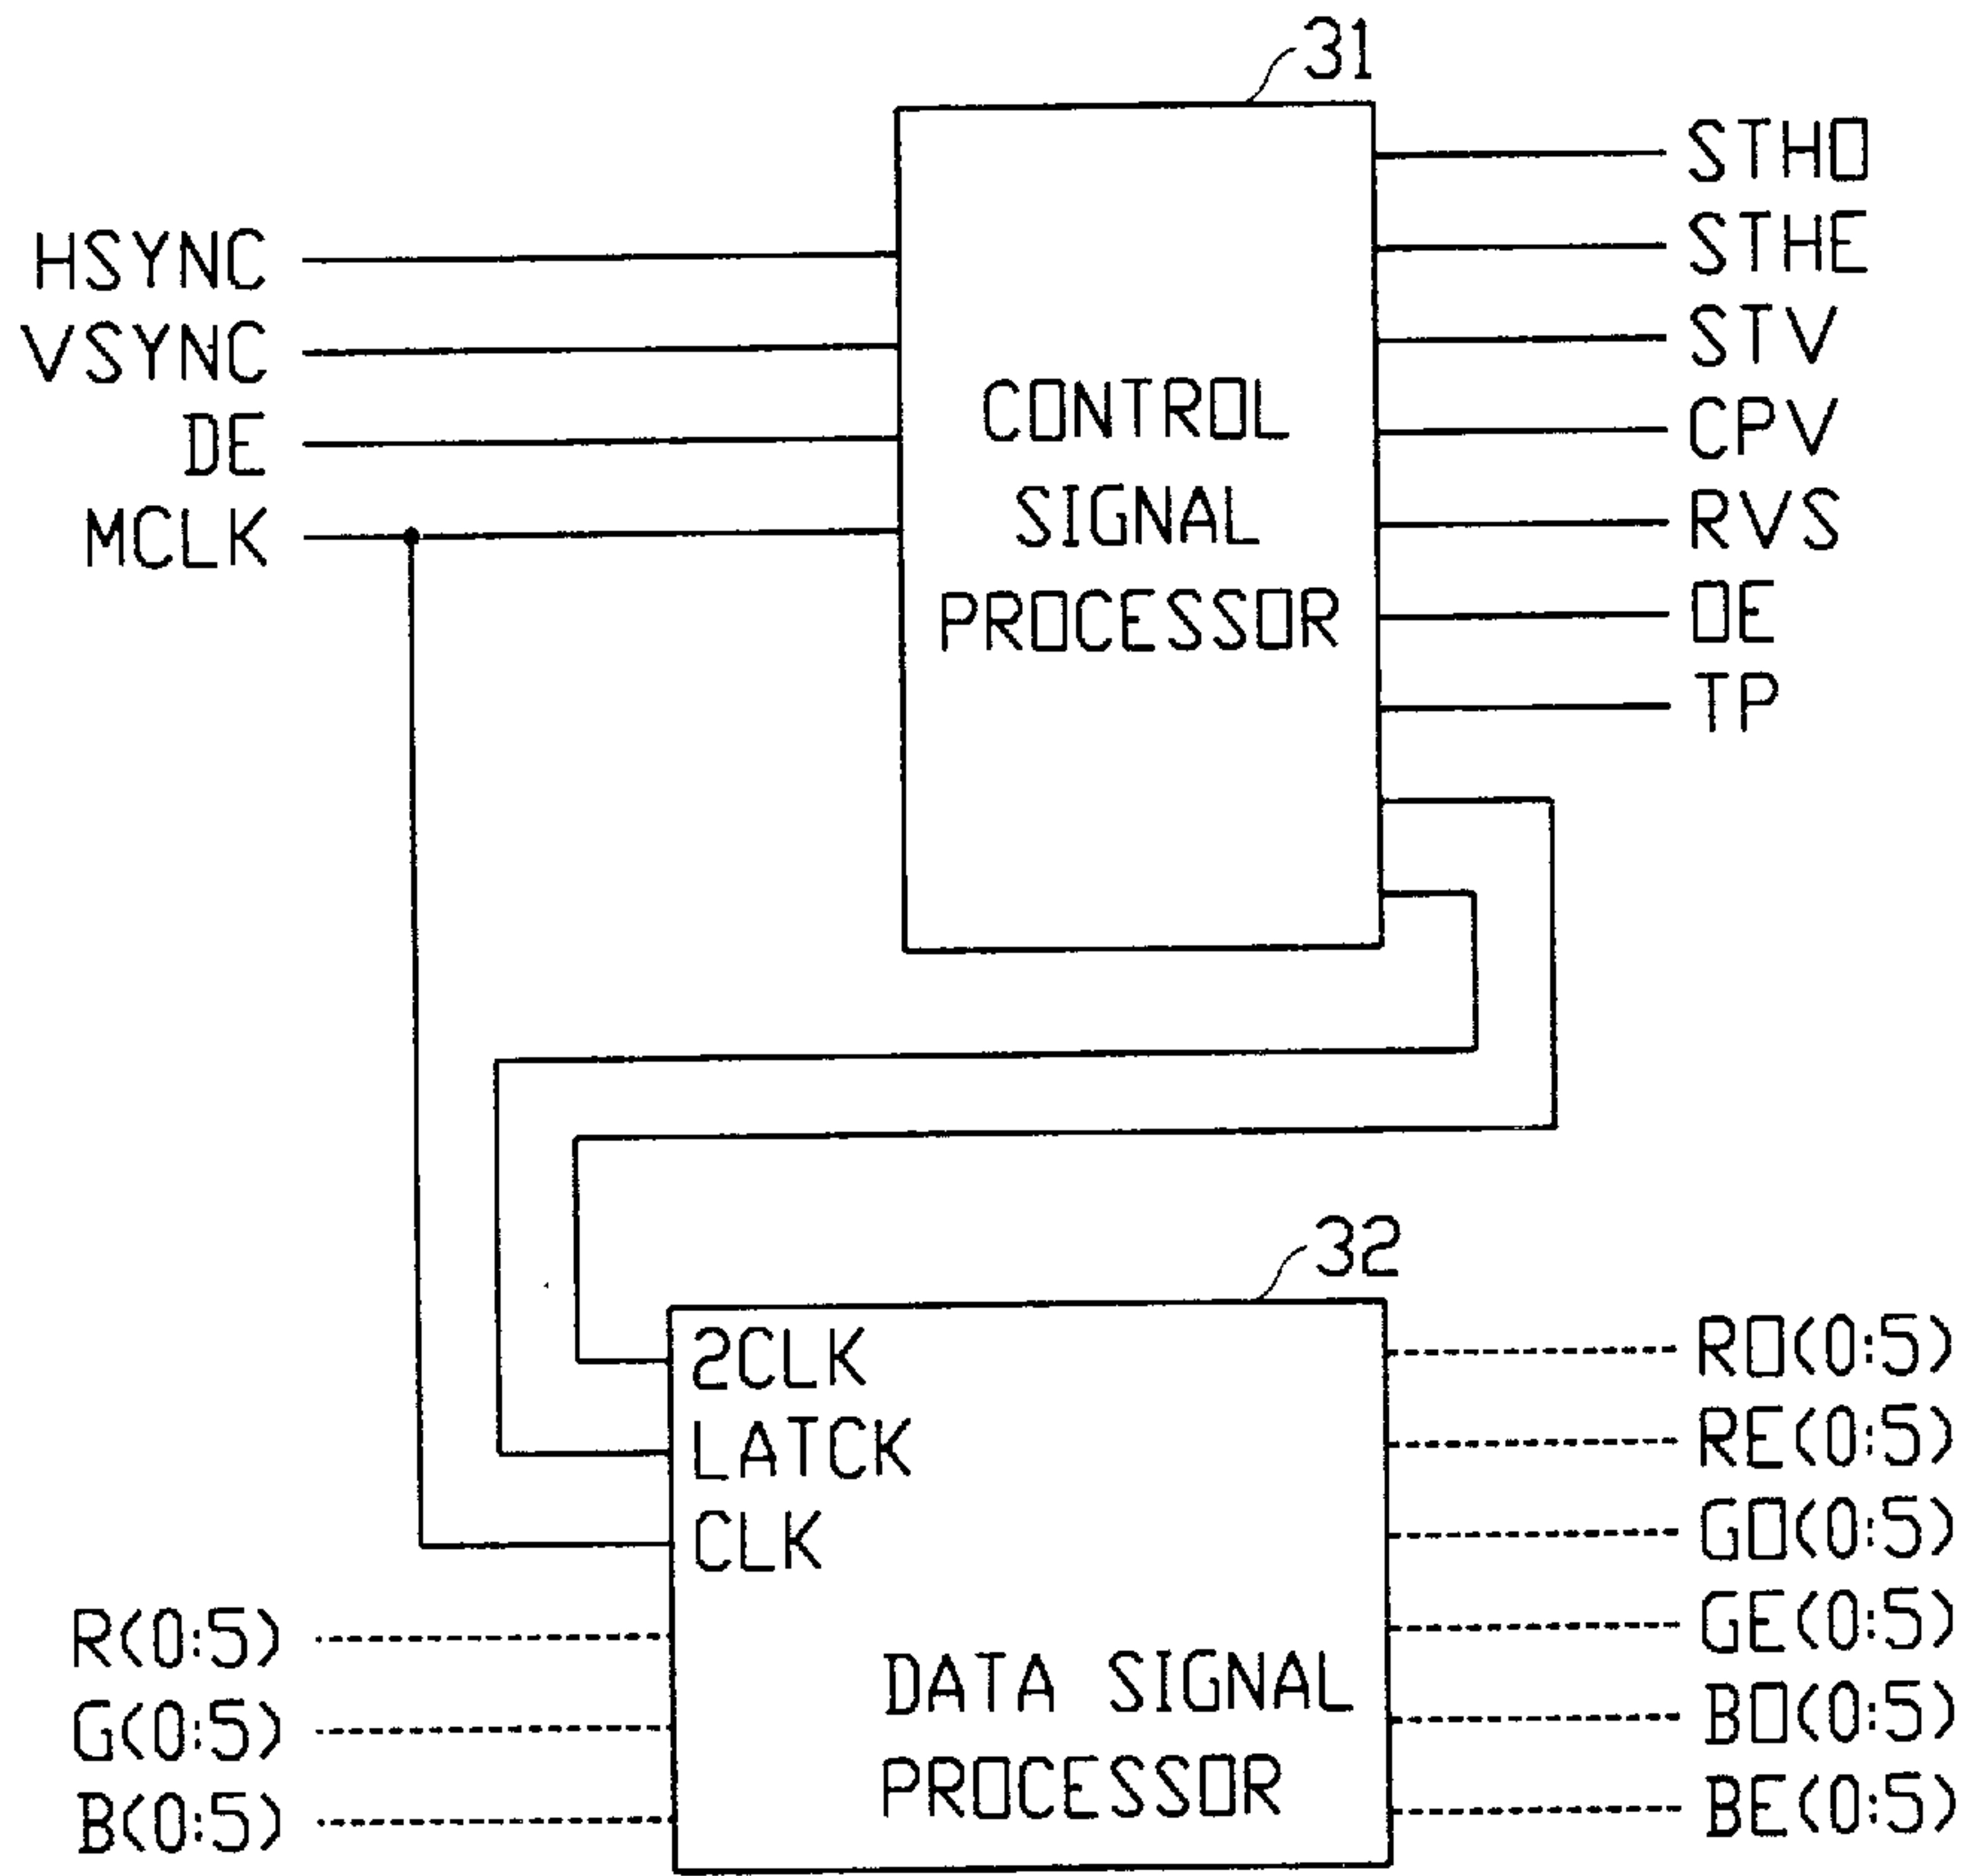 31
STHO
HSYNC
STHE
VSYNC
STV
CONTROL
CPV
DE
SIGNAL
RVS
MCLK
PROCESSOR
OE
TP
32
2CLK
RO(0:5)
LATCK
RE(0:5)
CLK
GO(0:5)
R(0:5)
GE(0:5)
DATA SIGNAL
G(0:5)
BO(0:5)
PROCESSOR
B(0:5)
BE(0:5)